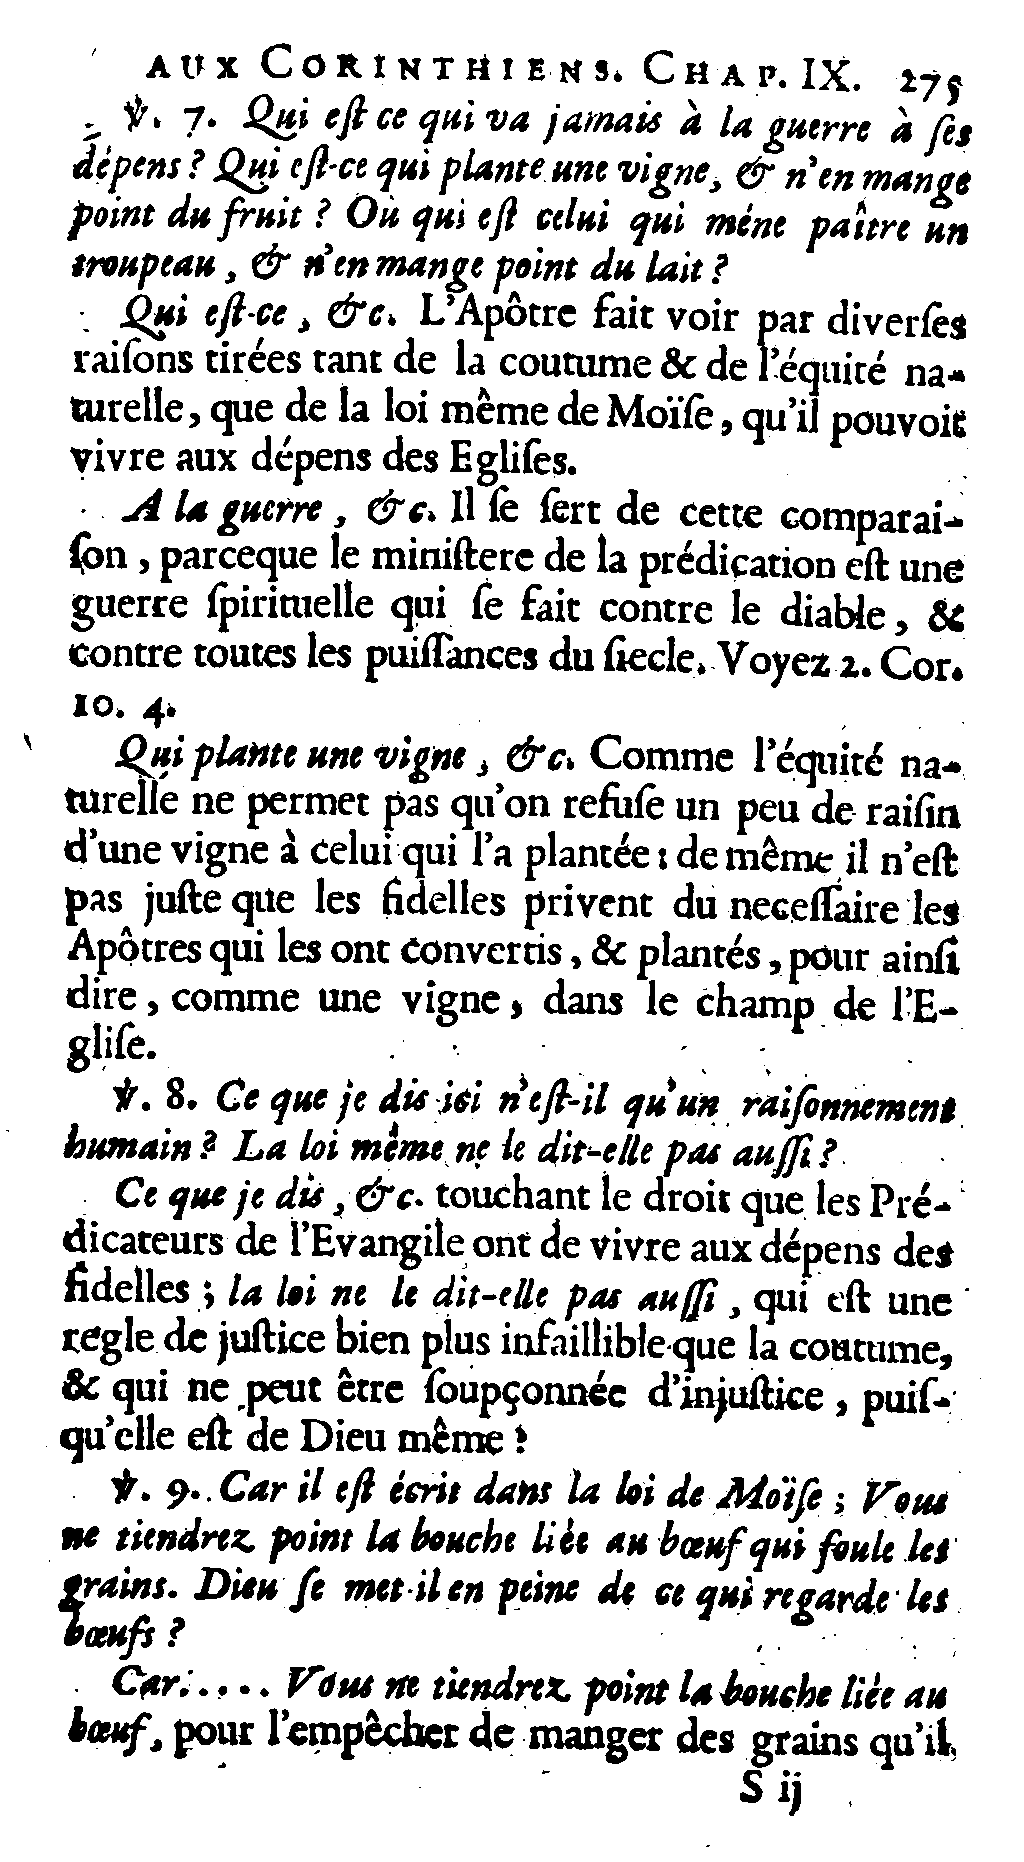 AUX CORINTHIENS. CHAP. IX. 275
℣. 7. Qui eſt ce qui va jamais à la guerre à ſes
dépens ? Qui eſt-ce qui plante une vigne, & n'en mange
point du fruit ? Ou qui eſt celui qui méne paître un
troupeau, & n'en mange point du lait ?
Qui eſt-ce, &c. L'Apôtre fait voir par diverſes
raiſons tirées tant de la coutume & de l'équité na-
turelle, que de la loi même de Moïſe, qu'il pouvoit
vivre aux dépens des Egliſes.
A la guerre, &c. Il ſe ſert de cette comparai-
ſon, parceque le miniſtere de la prédication eſt une
guerre ſpirituelle qui ſe fait contre le diable, &
contre toutes les puiſſances du ſiecle. Voyez 2. Cor.
10. 4.
Qui plante une vigne, &c. Comme l'équité na-
turelle ne permet pas qu'on refuſe un peu de raiſin
d'une vigne à celui qui l'a plantée : de même il n'eſt
pas juſte que les fidelles privent du neceſſaire les
Apôtres qui les ont convertis, & plantés, pour ainſi
dire, comme une vigne, dans le champ de l'E-
gliſe.
℣. 8. Ce que je dis ici n'eſt-il qu'un raiſonnement
humain ? La loi même ne le dit-elle pas auſſi ?
Ce que je dis, &c. touchant le droit que les Pré-
dicateurs de l'Evangile ont de vivre aux dépens des
fidelles ; la loi ne le dit-elle pas auſſi, qui eſt une
regle de juſtice bien plus infaillible que la coutume,
& qui ne peut être ſoupçonnée d'injuſtice, puiſ-
qu'elle eſt de Dieu même ?
℣. 9. Car il eſt écrit dans la loi de Moïſe ; Vous
ne tiendrez point la bouche liée au bœuf qui foule les
grains. Dieu ſe met-il en peine de ce qui regarde les
bœufs ?
Car..... Vous ne tiendrez point la bouche liée au
bœuf, pour l'empêcher de manger des grains qu'il
S ij